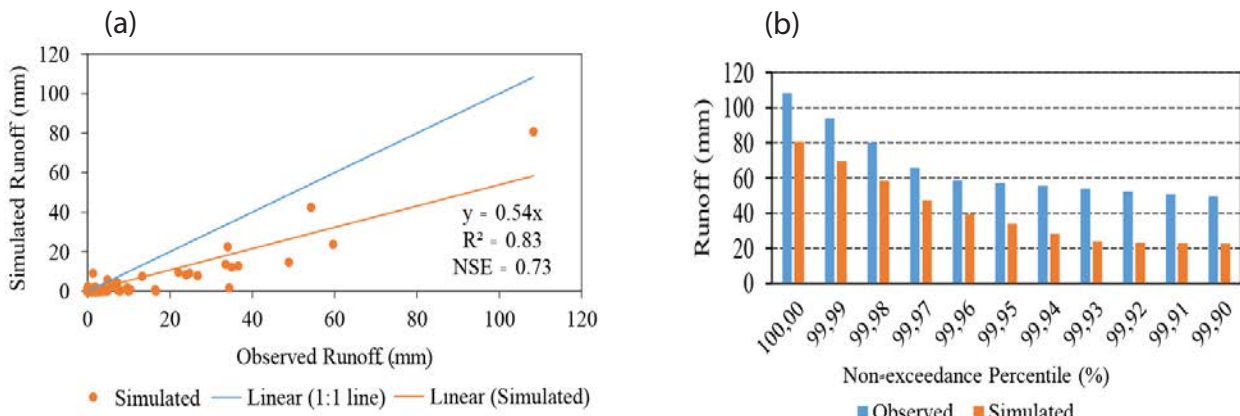 (a)
120
100
80
60
40
20
0
Simulated Runoff (mm)
y = 0.54x
R² = 0.83
NSE = 0.73
0 20 40 60 80 100 120
Observed Runoff (mm)
Simulated Linear (1:1 line) Linear (Simulated)
(b)
120
100
80
60
40
20
0
Runoff (mm)
100,00 99,99 99,98 99,97 99,96 99,95 99,94 99,93 99,92 99,91 99,90
Non-exceedance Percentile (%)
Observed Simulated